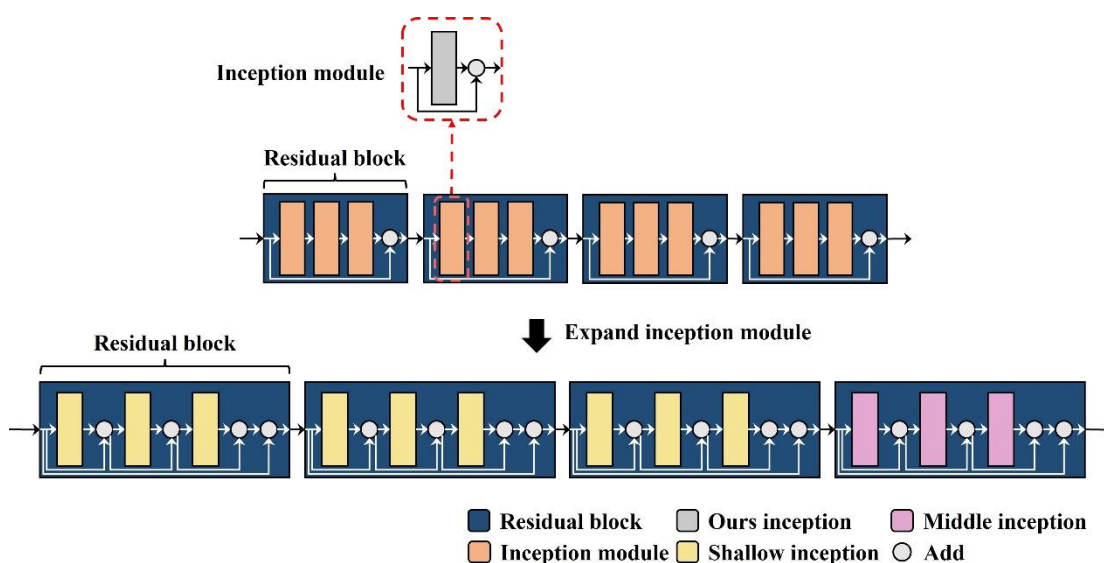 Inception module
Residual block
Expand inception module
Residual block
Residual block
Ours inception
Middle inception
Inception module
Shallow inception
Add